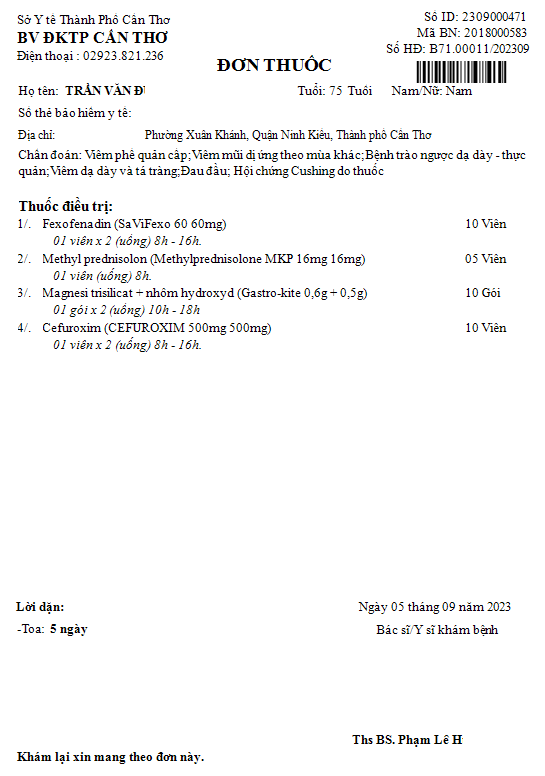 Sở Y tế Thành Phố Cần Thơ
Số ID: 2309000471
BV ĐKTP CẦN THƠ
Mã BN: 2018000583
Điện thoại : 02923.821.236
Số HĐ: B71.00011/202309
ĐƠN THUỐC
Họ tên: TRẦN VĂN Đ
Tuổi: 75 Tuổi Nam/Nữ: Nam
Số thẻ bảo hiểm y tế:
Địa chỉ: Phường Xuân Khánh, Quận Ninh Kiều, Thành phố Cần Thơ
Chẩn đoán: Viêm phế quản cấp;Viêm mũi dị ứng theo mùa khác;Bệnh trào ngược dạ dày - thực
quản;Viêm dạ dày và tá tràng;Đau đầu; Hội chứng Cushing do thuốc
Thuốc điều trị:
1/. Fexofenadin (SaViFexo 60 60mg) 10 Viên
01 viên x 2 (uống) 8h - 16h.
2/. Methyl prednisolon (Methylprednisolone MKP 16mg 16mg) 05 Viên
01 viên (uống) 8h.
3/. Magnesi trisilicat + nhôm hydroxyd (Gastro-kite 0,6g + 0,5g) 10 Gói
01 gói x 2 (uống) 10h - 18h
4/. Cefuroxim (CEFUROXIM 500mg 500mg) 10 Viên
01 viên x 2 (uống) 8h - 16h.
Lời dặn:
Ngày 05 tháng 09 năm 2023
-Toa: 5 ngày
Bác sĩ/Y sĩ khám bệnh
Ths BS. Phạm Lê H
Khám lại xin mang theo đơn này.